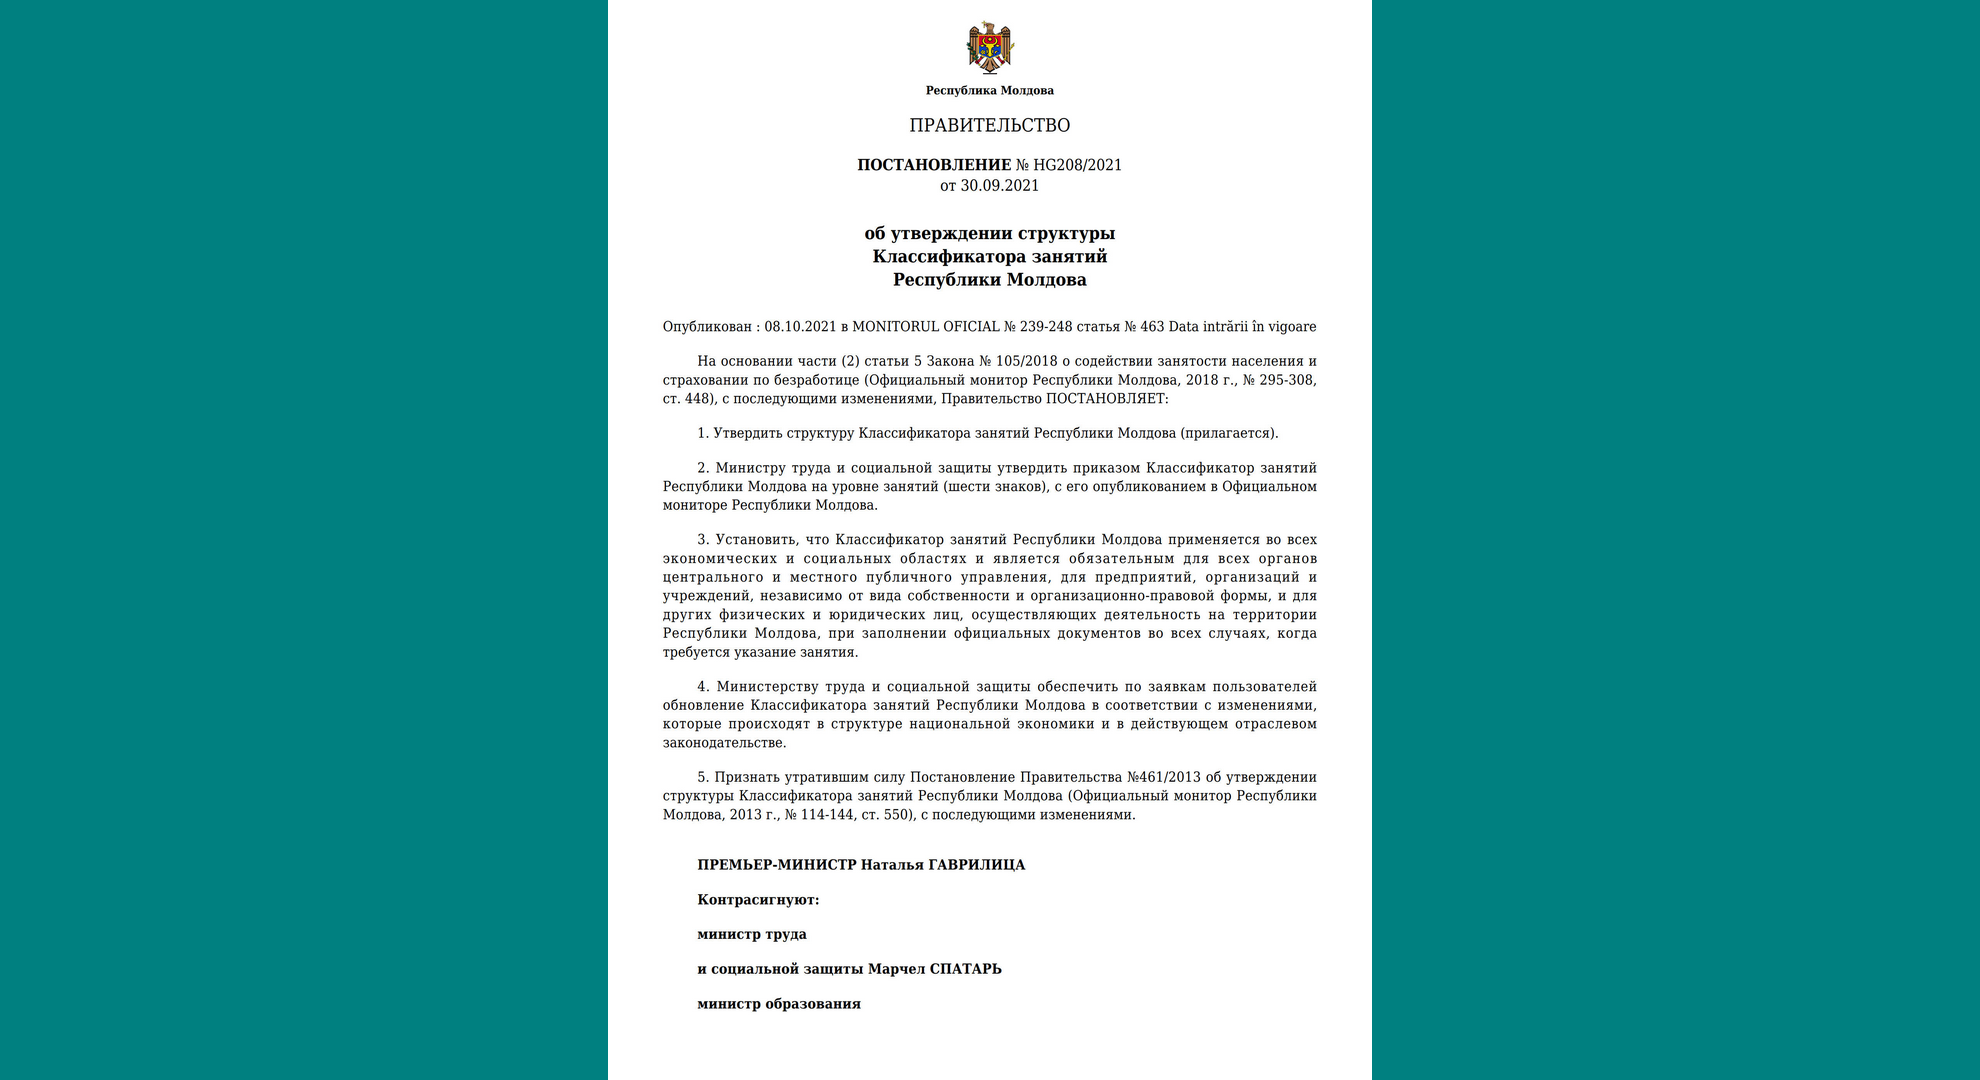 Республика Молдова
ПРАВИТЕЛЬСТВО
ПОСТАНОВЛЕНИЕ № HG208/2021
от 30.09.2021
об утверждении структуры
Классификатора занятий
Республики Молдова
Опубликован : 08.10.2021 в MONITORUL OFICIAL № 239-248 статья № 463 Data intrării în vigoare
На основании части (2) статьи 5 Закона № 105/2018 о содействии занятости населения и
страховании по безработице (Официальный монитор Республики Молдова, 2018 г., № 295-308,
ст. 448), с последующими изменениями, Правительство ПОСТАНОВЛЯЕТ:
1. Утвердить структуру Классификатора занятий Республики Молдова (прилагается).
2. Министру труда и социальной защиты утвердить приказом Классификатор занятий
Республики Молдова на уровне занятий (шести знаков), с его опубликованием в Официальном
мониторе Республики Молдова.
3. Установить, что Классификатор занятий Республики Молдова применяется во всех
экономических и социальных областях и является обязательным для всех органов
центрального и местного публичного управления, для предприятий, организаций и
учреждений, независимо от вида собственности и организационно-правовой формы, и для
других физических и юридических лиц, осуществляющих деятельность на территории
Республики Молдова, при заполнении официальных документов во всех случаях, когда
требуется указание занятия.
4. Министерству труда и социальной защиты обеспечить по заявкам пользователей
обновление Классификатора занятий Республики Молдова в соответствии с изменениями,
которые происходят в структуре национальной экономики и в действующем отраслевом
законодательстве.
5. Признать утратившим силу Постановление Правительства №461/2013 об утверждении
структуры Классификатора занятий Республики Молдова (Официальный монитор Республики
Молдова, 2013 г., № 114-144, ст. 550), с последующими изменениями.
ПРЕМЬЕР-МИНИСТР Наталья ГАВРИЛИЦА
Контрасигнуют:
министр труда
и социальной защиты Марчел СПАТАРЬ
министр образования